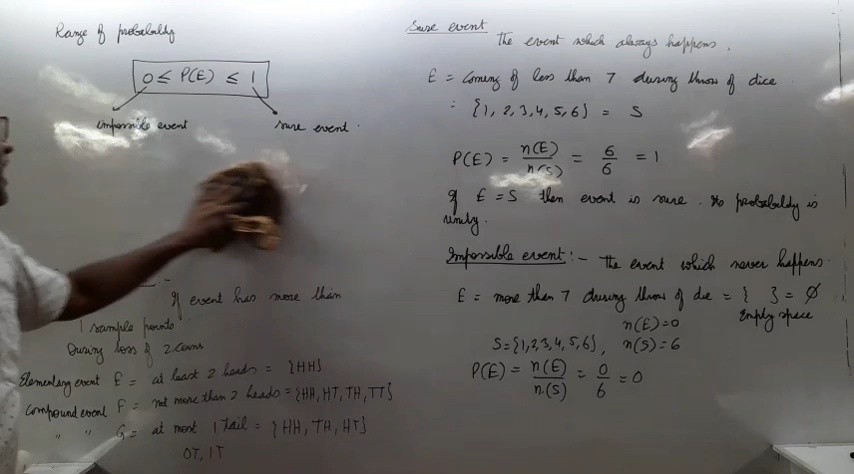 Range of probability
0 ≤ P(E) ≤ 1
impossible event
sure event.
If event has more than
1 sample points
During toss of 2 coins
Elementary event E = at least 2 heads = {HH}
Compound event F = not more than 2 heads = {HH, HT, TH, TT}
" " G = at most 1 tail = {HH, TH, HT}
0T, 1T
Sure event
The event which always happens.
E = Coming of less than 7 during throw of dice
= {1, 2, 3, 4, 5, 6} = S
P(E) = n(E)/n(S) = 6/6 = 1
If E = S then event is sure. Its probability is
unity.
Impossible event :- The event which never happens.
E = more than 7 during throw of die = { } = ∅
Empty space
n(E)=0
S={1,2,3,4,5,6}, n(S)=6
P(E) = n(E)/n(S) = 0/6 = 0